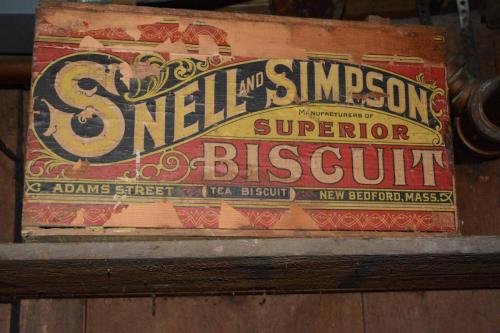 SNELL AND SIMPSON
MANUFACTURERS OF
SUPERIOR
BISCUIT
ADAMS STREET TEA BISCUIT NEW BEDFORD, MASS.